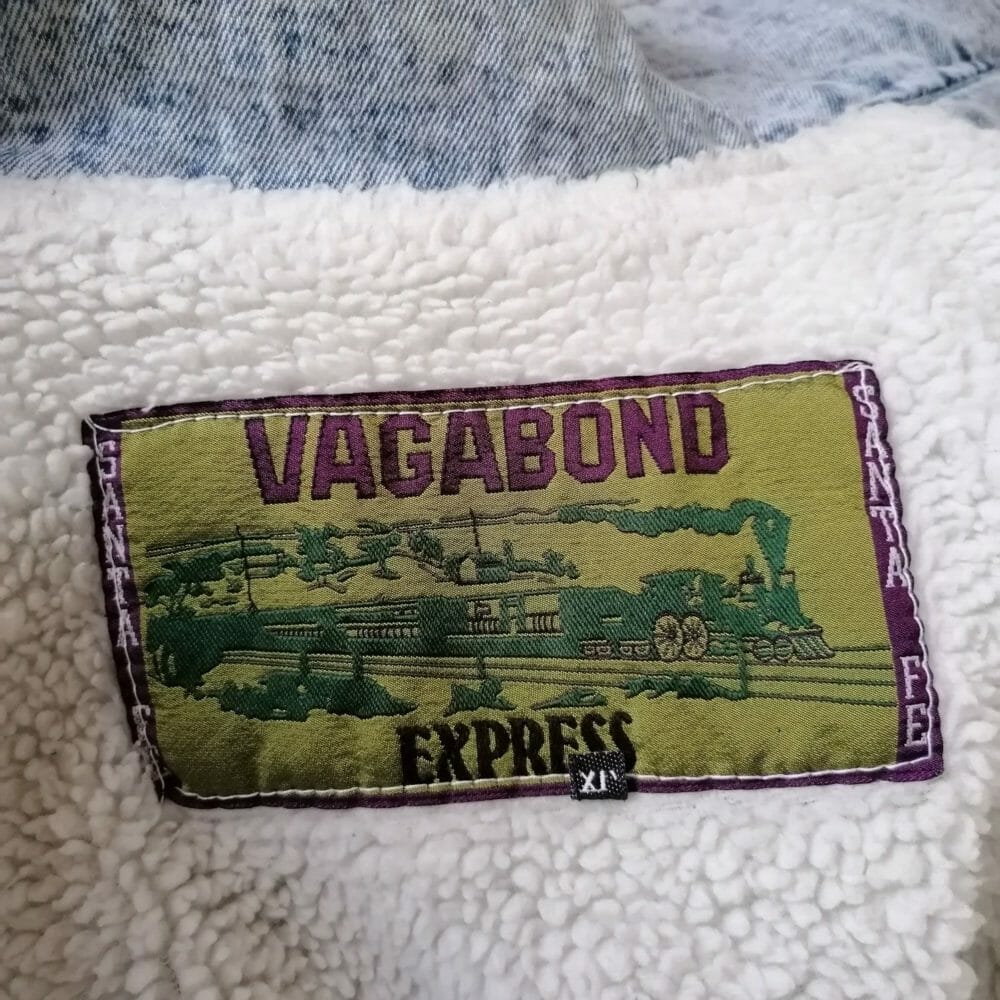 VAGABOND
SANTA FE
SANTA FE
EXPRESS
XL